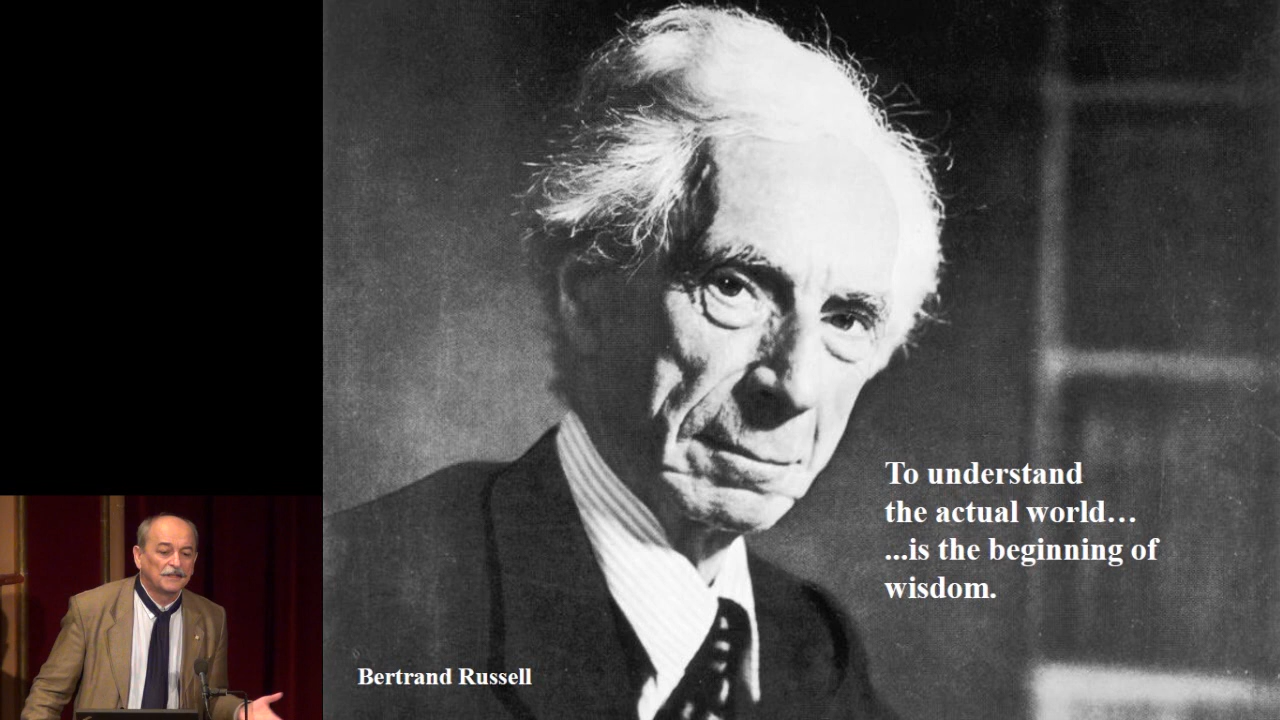 To understand
the actual world…
...is the beginning of
wisdom.
Bertrand Russell